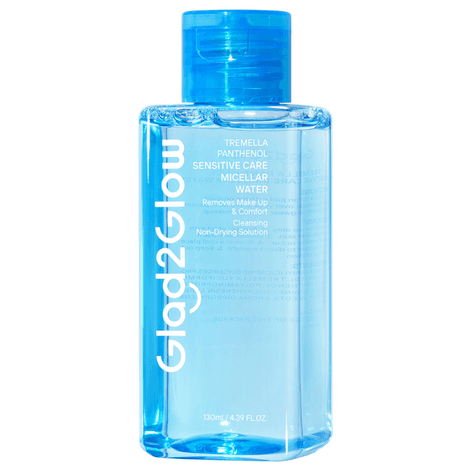 Glad2Glow
TREMELLA
PANTHENOL
SENSITIVE CARE
MICELLAR
WATER
Removes Make Up
& Comfort
Cleansing
Non-Drying Solution
130ml / 4.39 FL.OZ.